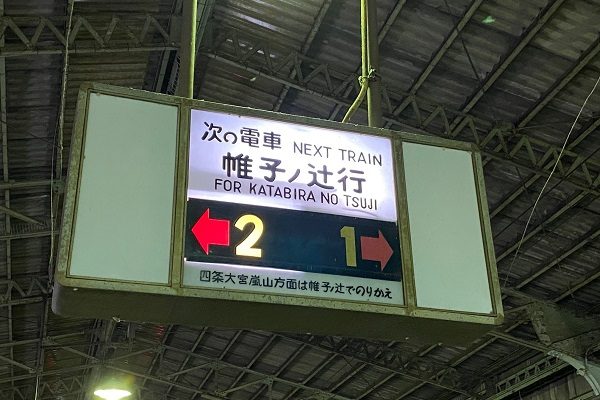 次の電車 NEXT TRAIN
帷子ノ辻行
FOR KATABIRA NO TSUJI
2 1
四条大宮嵐山方面は帷子ノ辻でのりかえ